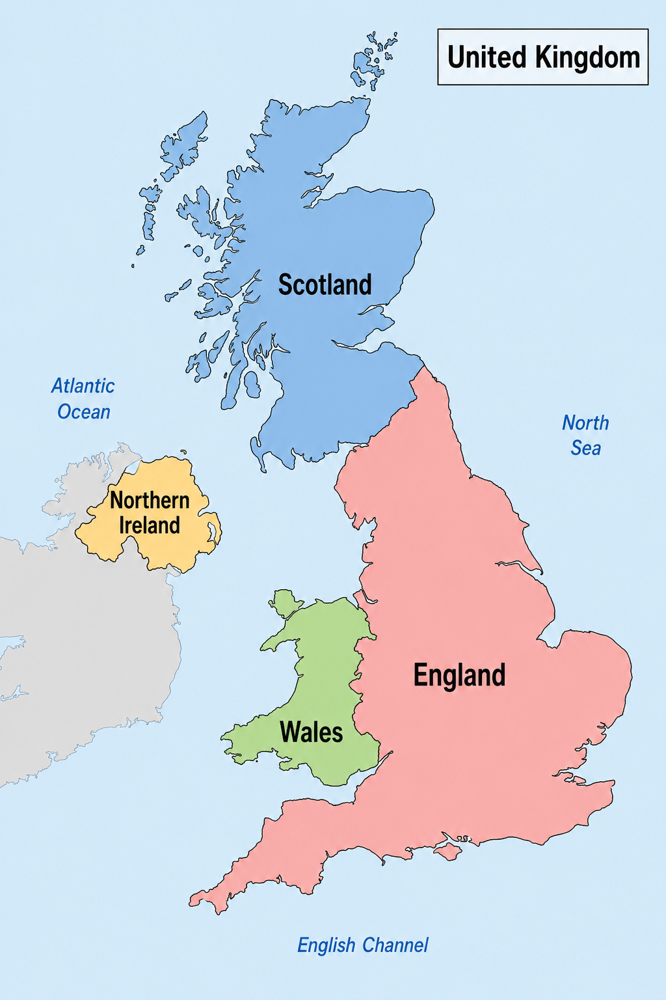 United Kingdom
Scotland
Atlantic
Ocean
North
Sea
Northern
Ireland
England
Wales
English Channel